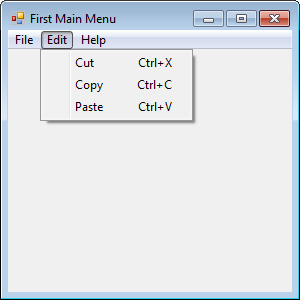 First Main Menu
File Edit Help
Cut Ctrl+X
Copy Ctrl+C
Paste Ctrl+V